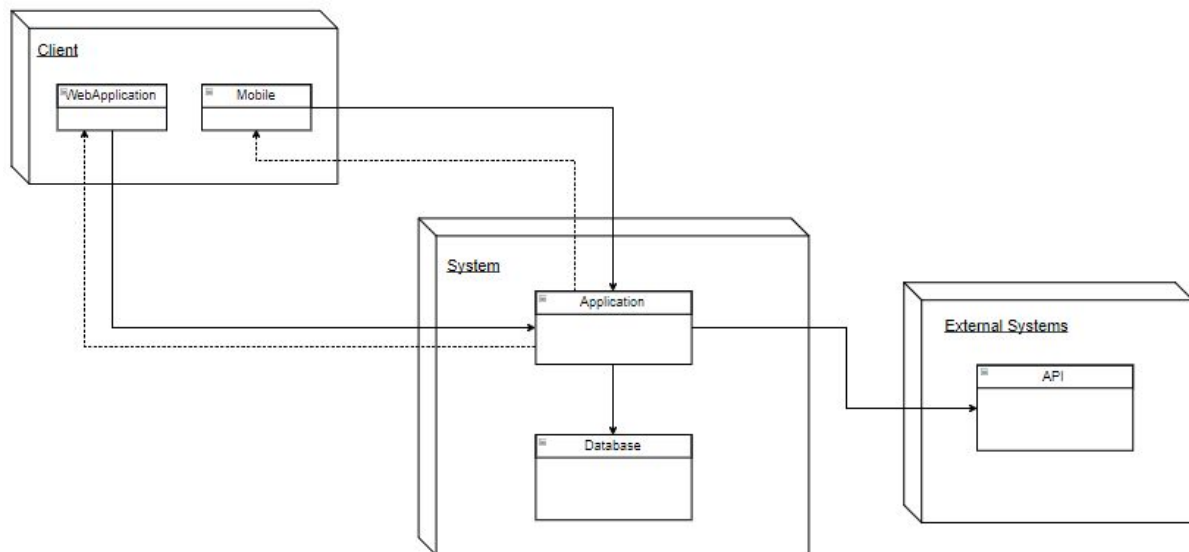 Client
WebApplication
Mobile
System
Application
External Systems
API
Database